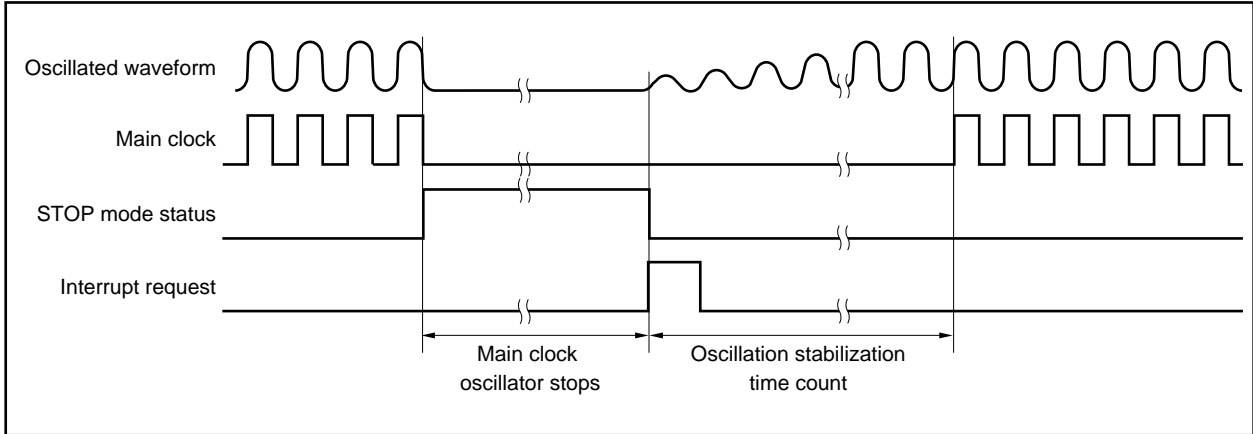 Oscillated waveform
Main clock
STOP mode status
Interrupt request
Main clock
oscillator stops
Oscillation stabilization
time count